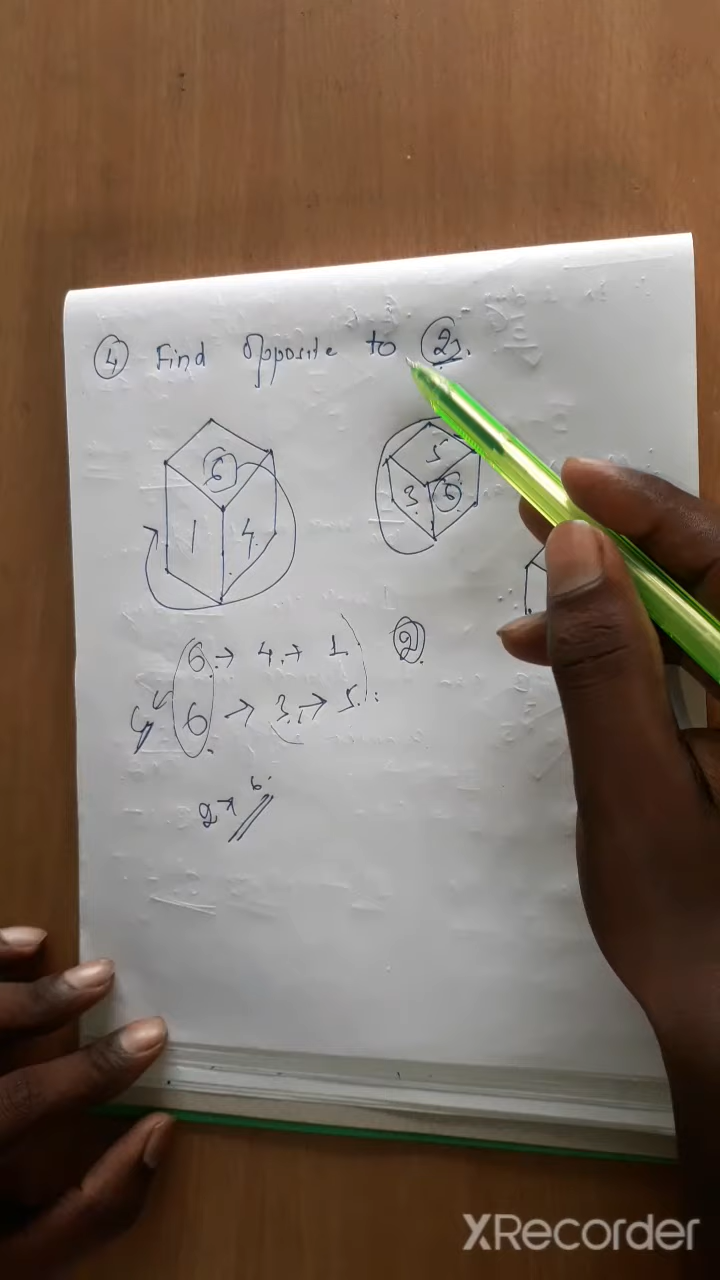 ④ Find opposite to ②.
6
1 4
5
3 6
6 → 4 → 1 ②
6 → 3 → 5
2 → 6
XRecorder